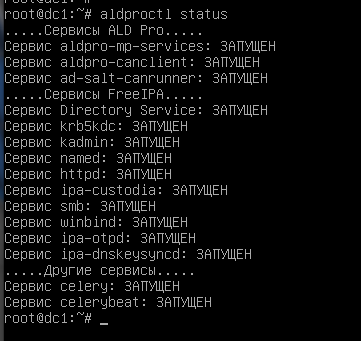 root@dc1:~#
root@dc1:~# aldproctl status
.....Сервисы ALD Pro.....
Сервис aldpro-mp-services: ЗАПУЩЕН
Сервис aldpro-canclient: ЗАПУЩЕН
Сервис ad-salt-canrunner: ЗАПУЩЕН
.....Сервисы FreeIPA.....
Сервис Directory Service: ЗАПУЩЕН
Сервис krb5kdc: ЗАПУЩЕН
Сервис kadmin: ЗАПУЩЕН
Сервис named: ЗАПУЩЕН
Сервис httpd: ЗАПУЩЕН
Сервис ipa-custodia: ЗАПУЩЕН
Сервис smb: ЗАПУЩЕН
Сервис winbind: ЗАПУЩЕН
Сервис ipa-otpd: ЗАПУЩЕН
Сервис ipa-dnskeysyncd: ЗАПУЩЕН
.....Другие сервисы.....
Сервис celery: ЗАПУЩЕН
Сервис celerybeat: ЗАПУЩЕН
root@dc1:~# _